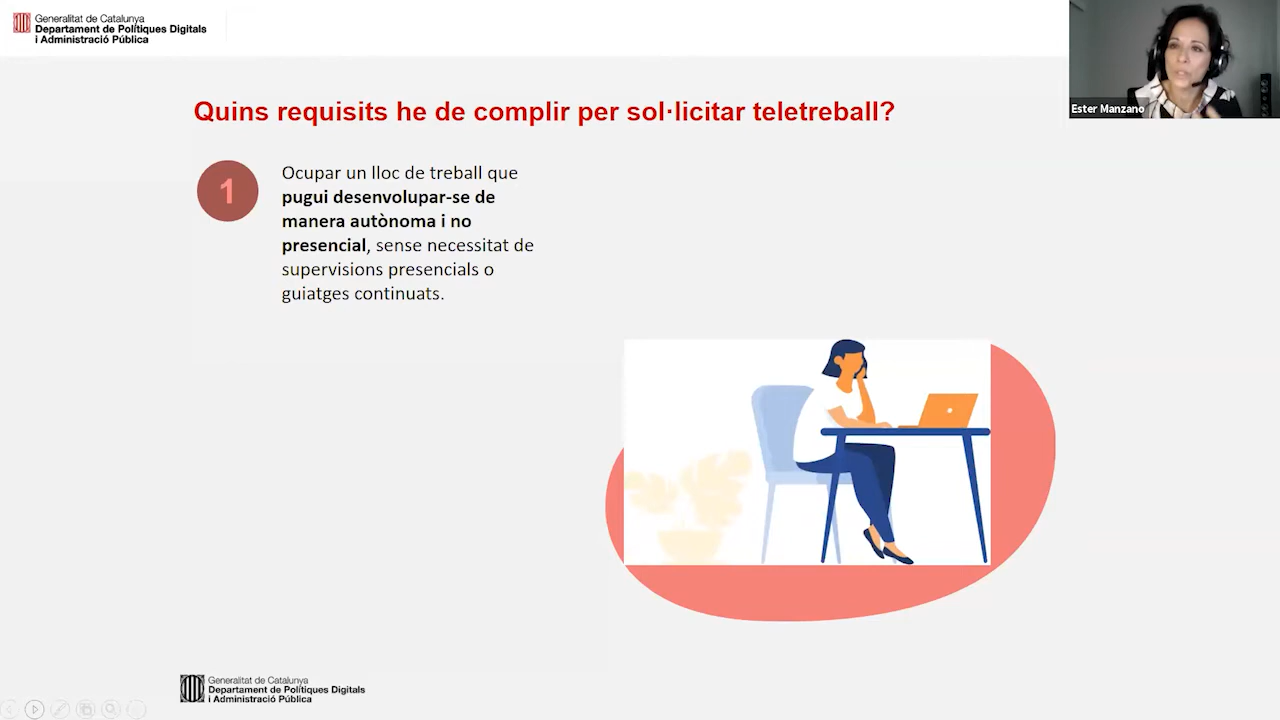 Generalitat de Catalunya
Departament de Polítiques Digitals
i Administració Pública
Ester Manzano
Quins requisits he de complir per sol·licitar teletreball?
1
Ocupar un lloc de treball que
pugui desenvolupar-se de
manera autònoma i no
presencial, sense necessitat de
supervisions presencials o
guiatges continuats.
Generalitat de Catalunya
Departament de Polítiques Digitals
i Administració Pública